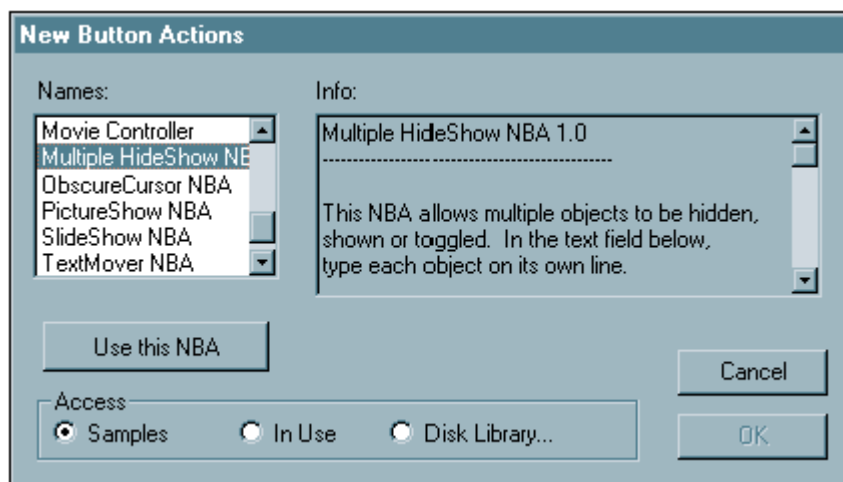 New Button Actions
Names:
Movie Controller
Multiple HideShow NE
ObscureCursor NBA
PictureShow NBA
SlideShow NBA
TextMover NBA
Info:
Multiple HideShow NBA 1.0
--------------------------------------------
This NBA allows multiple objects to be hidden,
shown or toggled. In the text field below,
type each object on its own line.
Use this NBA
Cancel
Access
Samples
In Use
Disk Library...
OK